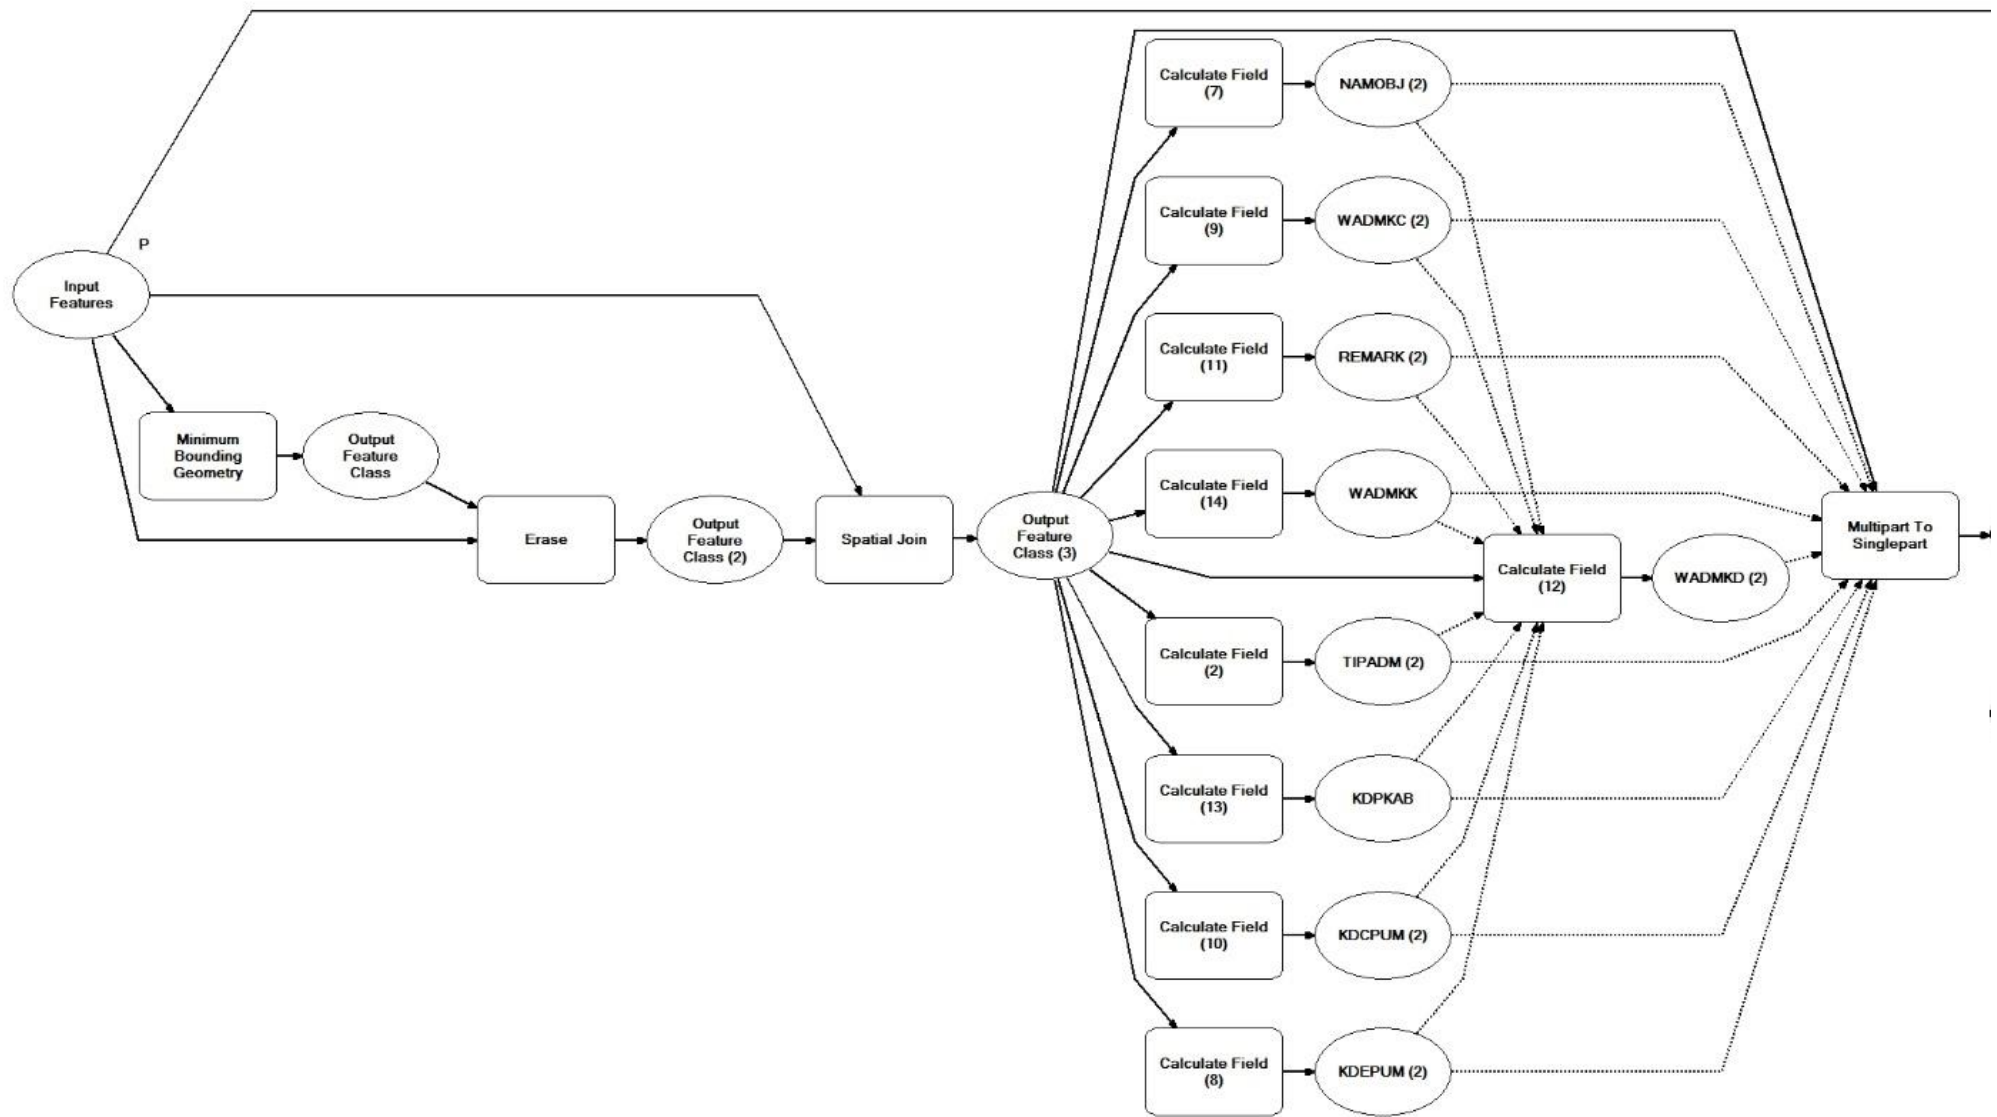 P
Input
Features
Minimum
Bounding
Geometry
Output
Feature
Class
Erase
Output
Feature
Class (2)
Spatial Join
Output
Feature
Class (3)
Calculate Field
(7)
NAMOBJ (2)
Calculate Field
(9)
WADMKC (2)
Calculate Field
(11)
REMARK (2)
Calculate Field
(14)
WADMKK
Calculate Field
(12)
WADMKD (2)
Calculate Field
(2)
TIPADM (2)
Calculate Field
(13)
KDPKAB
Calculate Field
(10)
KDCPUM (2)
Calculate Field
(8)
KDEPUM (2)
Multipart To
Singlepart